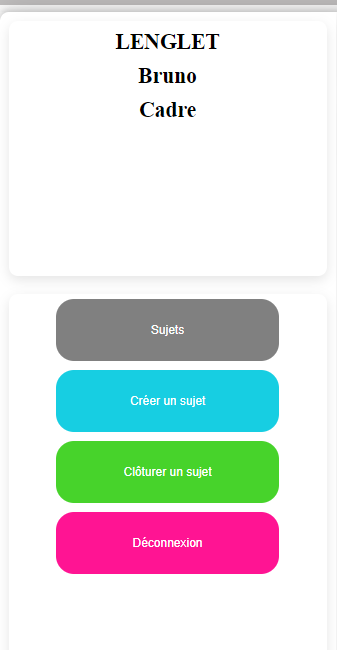 LENGLET
Bruno
Cadre
Sujets
Créer un sujet
Clôturer un sujet
Déconnexion